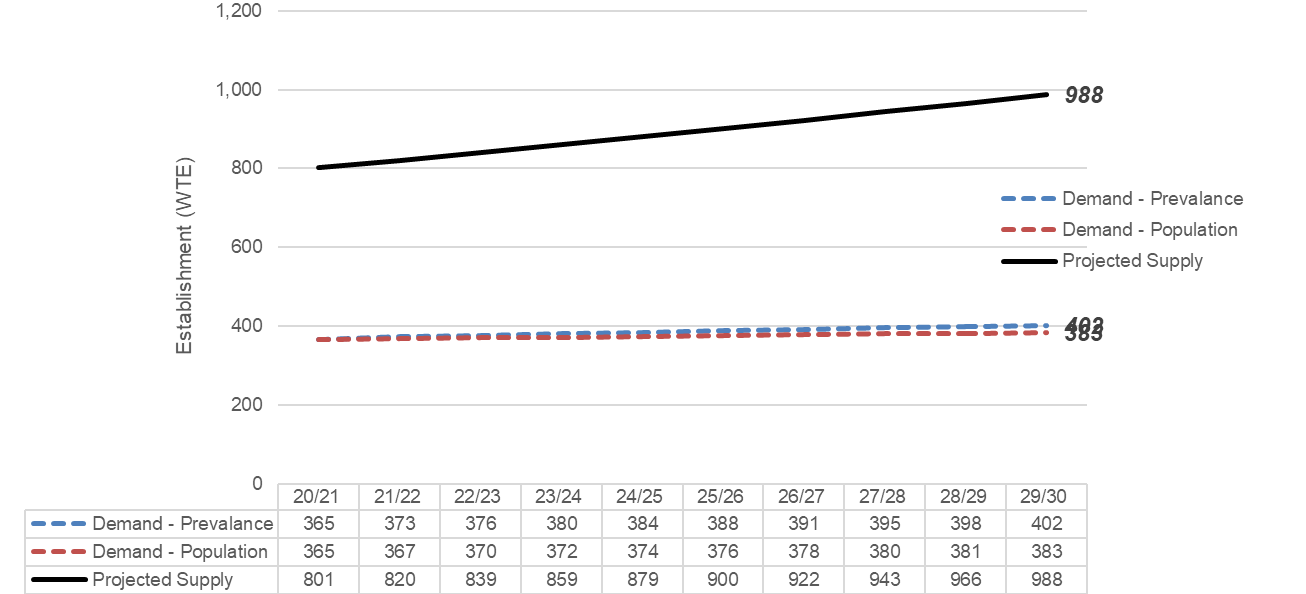 1,200
1,000
800
600
400
200
0
Establishment (WTE)
988
402
383
Demand - Prevalance
Demand - Population
Projected Supply
20/21 21/22 22/23 23/24 24/25 25/26 26/27 27/28 28/29 29/30
Demand - Prevalance 365 373 376 380 384 388 391 395 398 402
Demand - Population 365 367 370 372 374 376 378 380 381 383
Projected Supply 801 820 839 859 879 900 922 943 966 988